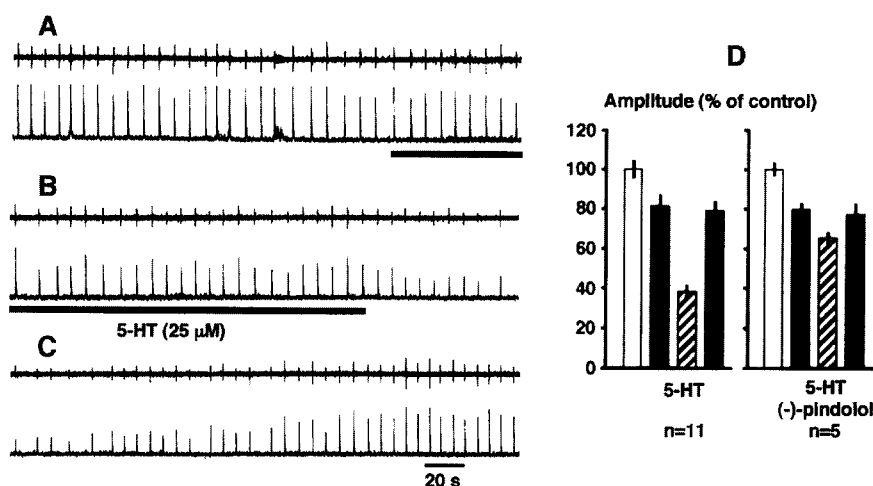 A
B
5-HT (25 µM)
C
20 s
D
Amplitude (% of control)
120
100
80
60
40
20
0
5-HT
n=11
5-HT
(-)-pindolol
n=5